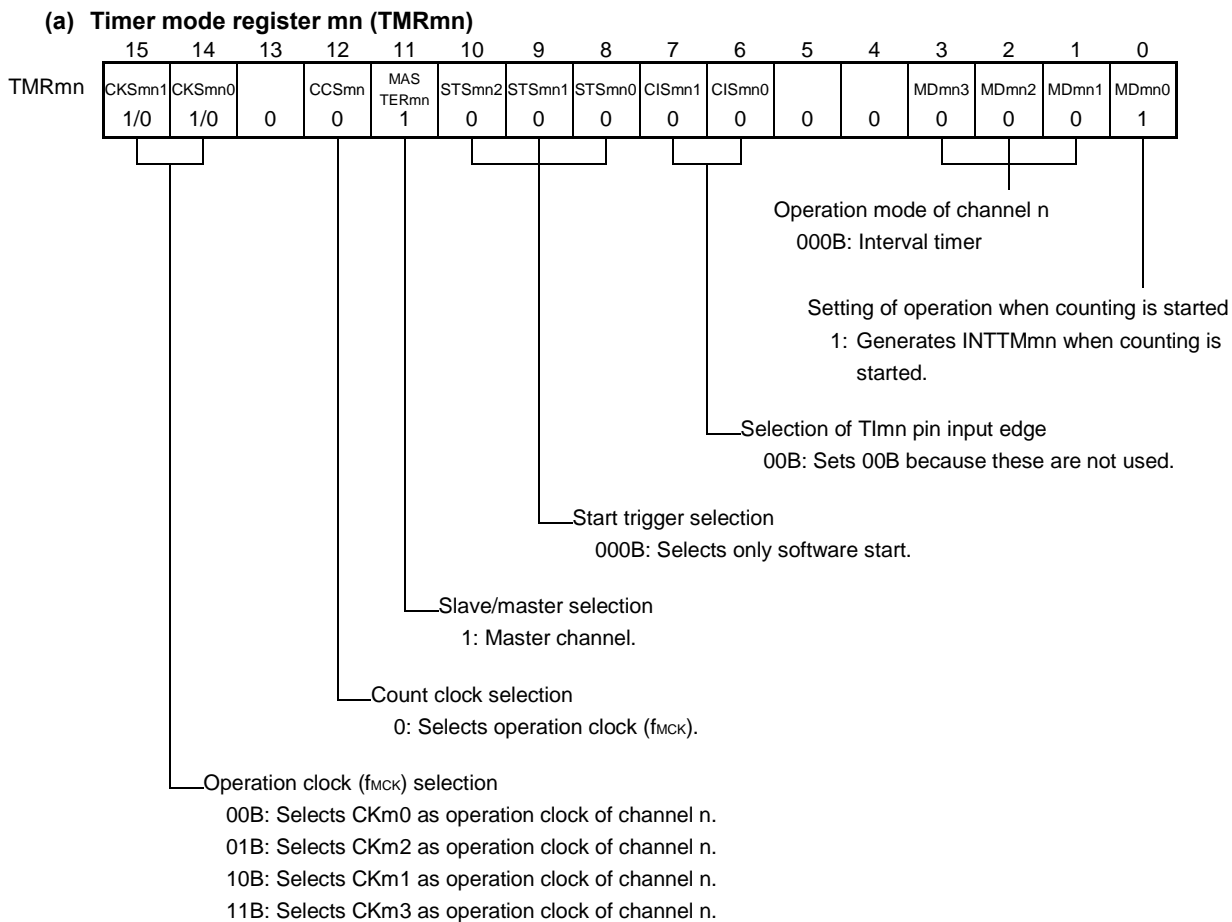 (a) Timer mode register mn (TMRmn)
15 14 13 12 11 10 9 8 7 6 5 4 3 2 1 0
TMRmn CKSmn1 CKSmn0 CCSmn MAS TERmn STSmn2 STSmn1 STSmn0 CISmn1 CISmn0 MDmn3 MDmn2 MDmn1 MDmn0
1/0 1/0 0 0 1 0 0 0 0 0 0 0 0 0 0 1
Operation mode of channel n
000B: Interval timer
Setting of operation when counting is started
1: Generates INTTMmn when counting is
started.
Selection of TImn pin input edge
00B: Sets 00B because these are not used.
Start trigger selection
000B: Selects only software start.
Slave/master selection
1: Master channel.
Count clock selection
0: Selects operation clock (fMCK).
Operation clock (fMCK) selection
00B: Selects CKm0 as operation clock of channel n.
01B: Selects CKm2 as operation clock of channel n.
10B: Selects CKm1 as operation clock of channel n.
11B: Selects CKm3 as operation clock of channel n.